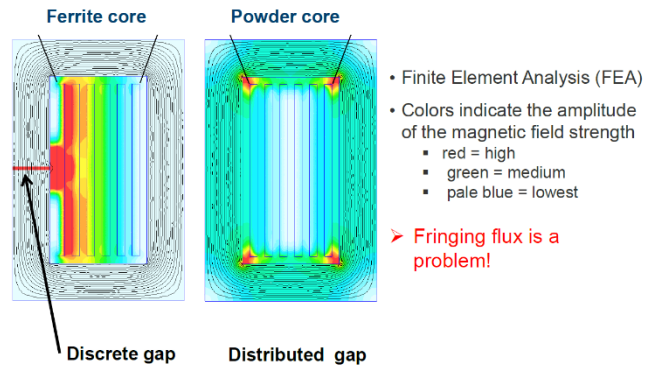 Ferrite core
Powder core
• Finite Element Analysis (FEA)
• Colors indicate the amplitude
of the magnetic field strength
▪ red = high
▪ green = medium
▪ pale blue = lowest
➢ Fringing flux is a
problem!
Discrete gap
Distributed gap